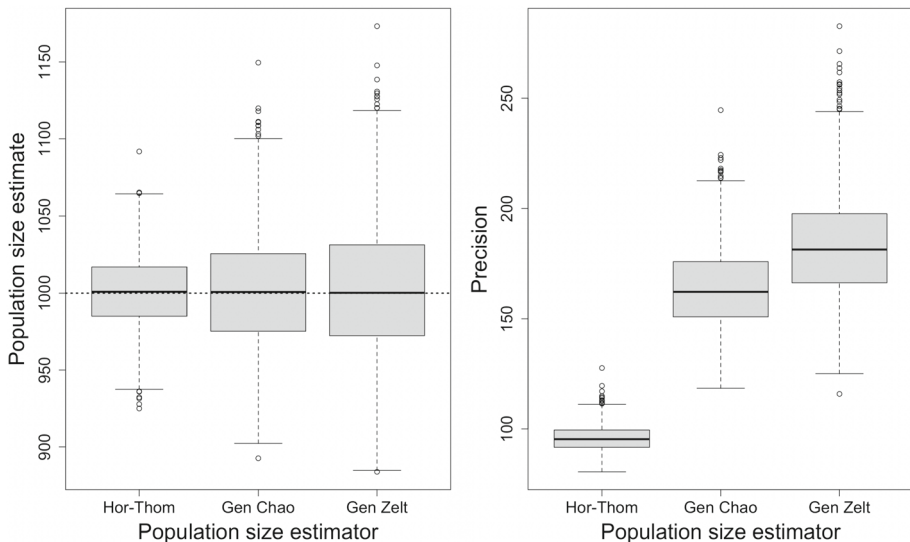 Population size estimate
1150
1100
1050
1000
950
900
Hor-Thom Gen Chao Gen Zelt
Population size estimator
Precision
250
200
150
100
Hor-Thom Gen Chao Gen Zelt
Population size estimator